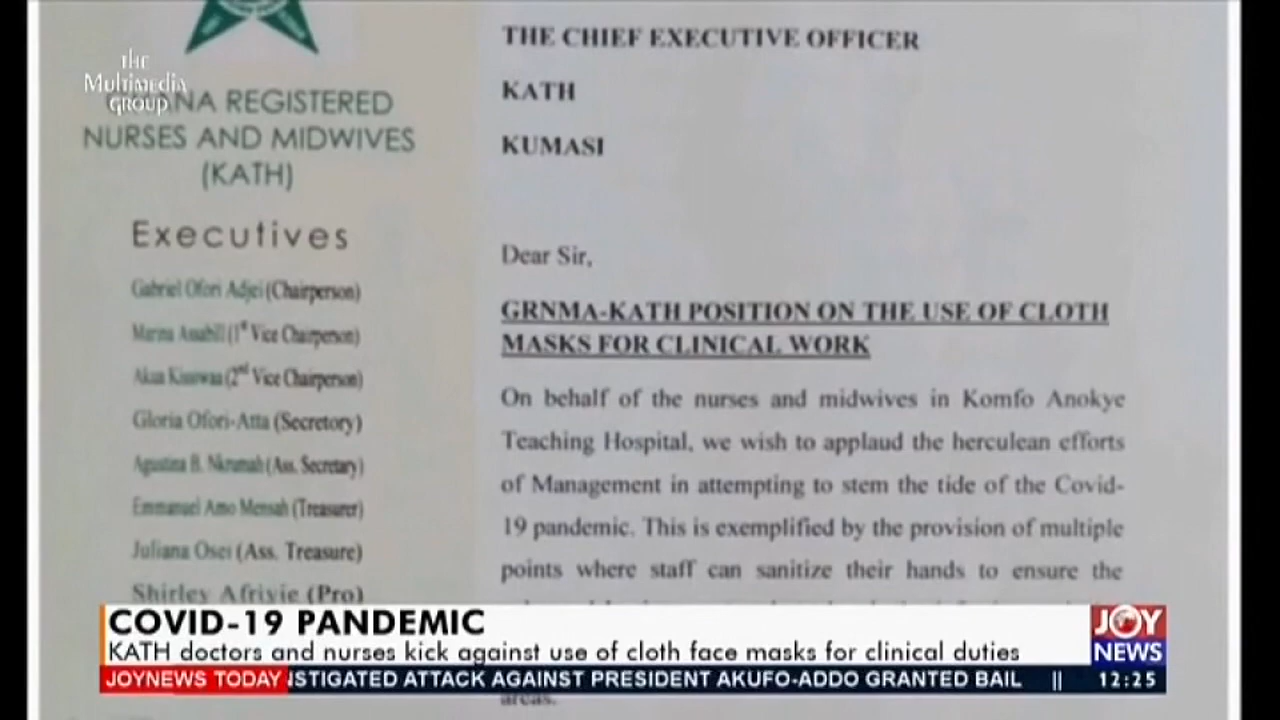 THE
Multimedia
GROUP
NA REGISTERED
NURSES AND MIDWIVES
(KATH)
Executives
Gabriel Ofori Adjei (Chairperson)
(1st Vice Chairperson)
(2nd Vice Chairperson)
Gloria Ofori-Atta (Secretary)
Agustina B. Nkrumah (Ass. Secretary)
Emmanuel Amo Mensah (Treasurer)
Juliana Osei (Ass. Treasure)
Shirley Afriyie (Pro)
THE CHIEF EXECUTIVE OFFICER
KATH
KUMASI
Dear Sir,
GRNMA-KATH POSITION ON THE USE OF CLOTH
MASKS FOR CLINICAL WORK
On behalf of the nurses and midwives in Komfo Anokye
Teaching Hospital, we wish to applaud the herculean efforts
of Management in attempting to stem the tide of the Covid-
19 pandemic. This is exemplified by the provision of multiple
points where staff can sanitize their hands to ensure the
areas.
COVID-19 PANDEMIC
KATH doctors and nurses kick against use of cloth face masks for clinical duties
JOY
NEWS
JOYNEWS TODAY ISTIGATED ATTACK AGAINST PRESIDENT AKUFO-ADDO GRANTED BAIL || 12:25